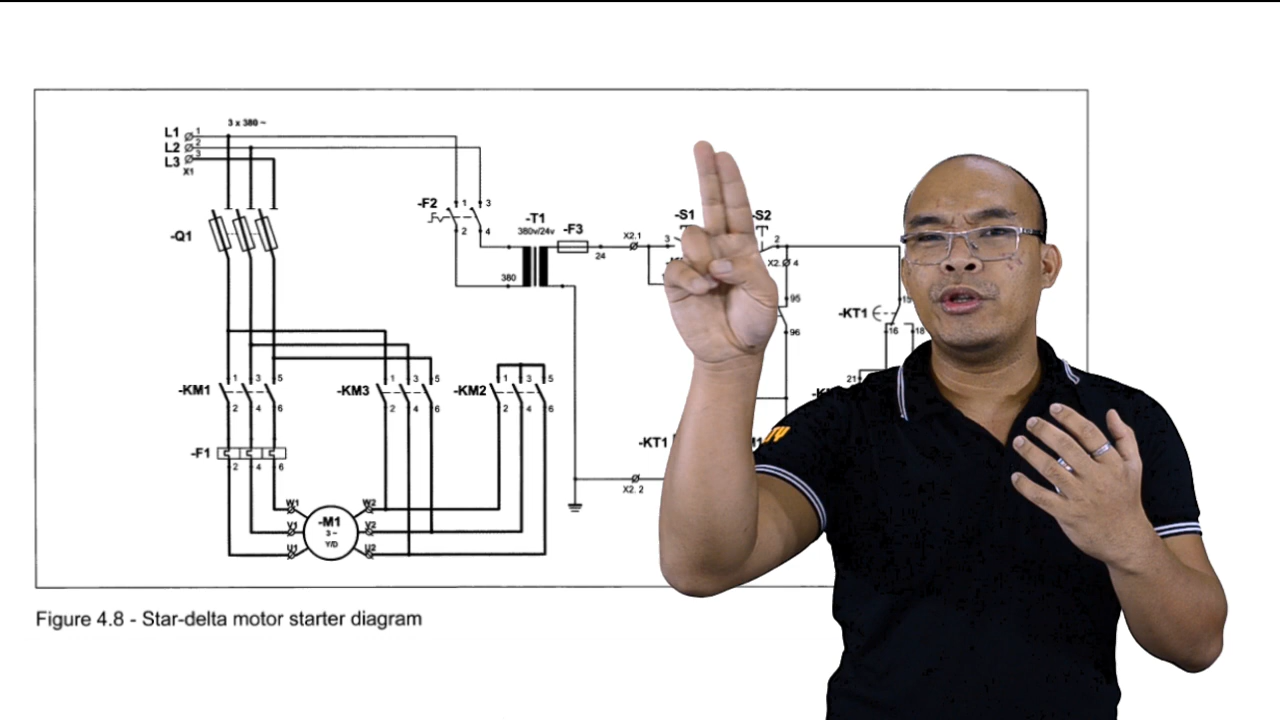 3 x 380 ~
L1 1
L2 2
L3 3
X1
-Q1
-F2 1 3
2 4
-T1
380v/24v
380
-F3
24
X2.1
-S1
3
-S2
2
X2. 4
95
96
-KT1
15
16 18
21
-KM1 1 3 5
2 4 6
-KM3 1 3 5
2 4 6
-KM2 1 3 5
2 4 6
-F1
2 4 6
-KT1
X2. 2
W1 W2
V1 V2
U1 U2
-M1
3 ~
Y/D
Figure 4.8 - Star-delta motor starter diagram